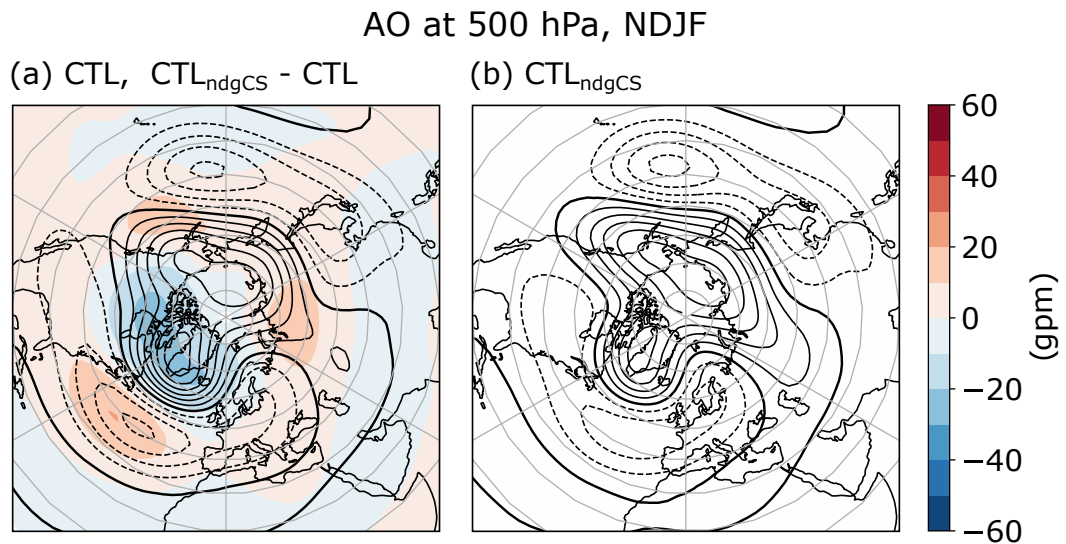 AO at 500 hPa, NDJF
(a) CTL, CTLndgCS - CTL
(b) CTLndgCS
60
40
20
0
−20
−40
−60
(gpm)